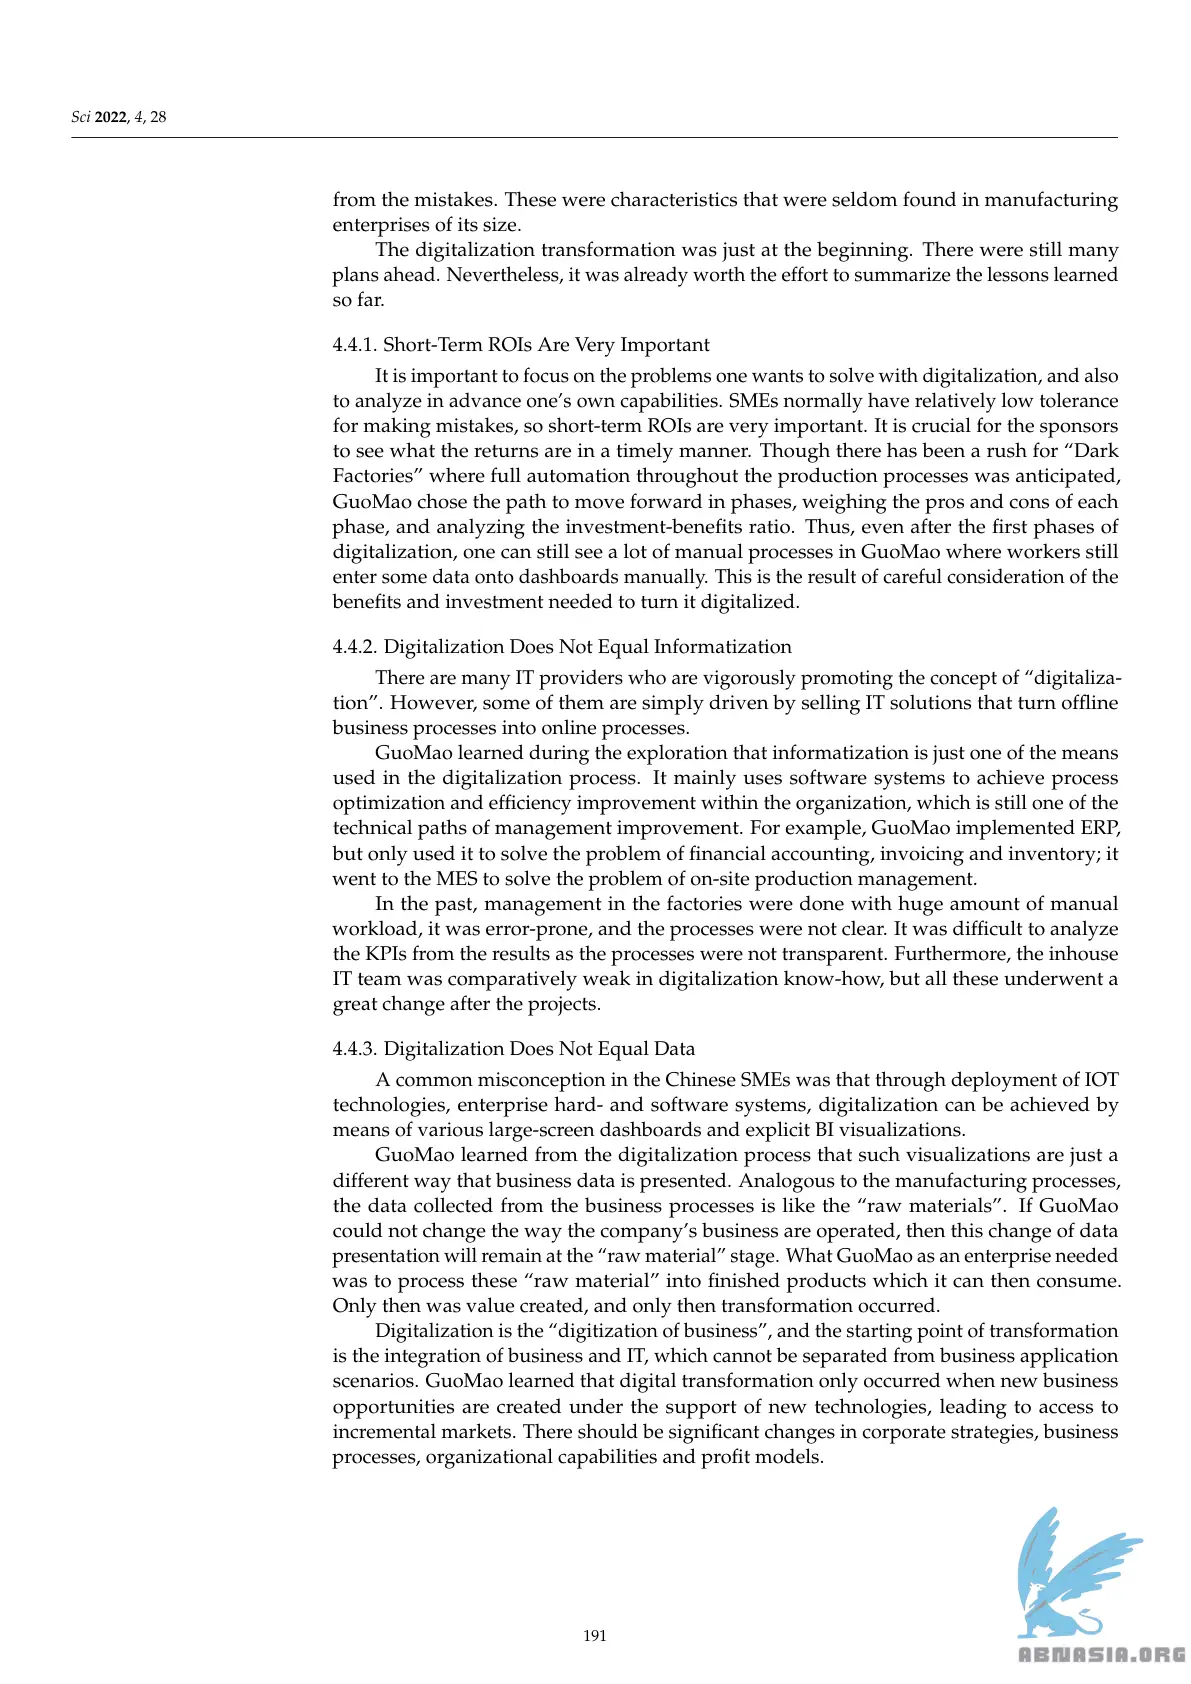 Sci 2022, 4, 28
from the mistakes. These were characteristics that were seldom found in manufacturing
enterprises of its size.
The digitalization transformation was just at the beginning. There were still many
plans ahead. Nevertheless, it was already worth the effort to summarize the lessons learned
so far.
4.4.1. Short-Term ROIs Are Very Important
It is important to focus on the problems one wants to solve with digitalization, and also
to analyze in advance one’s own capabilities. SMEs normally have relatively low tolerance
for making mistakes, so short-term ROIs are very important. It is crucial for the sponsors
to see what the returns are in a timely manner. Though there has been a rush for “Dark
Factories” where full automation throughout the production processes was anticipated,
GuoMao chose the path to move forward in phases, weighing the pros and cons of each
phase, and analyzing the investment-benefits ratio. Thus, even after the first phases of
digitalization, one can still see a lot of manual processes in GuoMao where workers still
enter some data onto dashboards manually. This is the result of careful consideration of the
benefits and investment needed to turn it digitalized.
4.4.2. Digitalization Does Not Equal Informatization
There are many IT providers who are vigorously promoting the concept of “digitaliza-
tion”. However, some of them are simply driven by selling IT solutions that turn offline
business processes into online processes.
GuoMao learned during the exploration that informatization is just one of the means
used in the digitalization process. It mainly uses software systems to achieve process
optimization and efficiency improvement within the organization, which is still one of the
technical paths of management improvement. For example, GuoMao implemented ERP,
but only used it to solve the problem of financial accounting, invoicing and inventory; it
went to the MES to solve the problem of on-site production management.
In the past, management in the factories were done with huge amount of manual
workload, it was error-prone, and the processes were not clear. It was difficult to analyze
the KPIs from the results as the processes were not transparent. Furthermore, the inhouse
IT team was comparatively weak in digitalization know-how, but all these underwent a
great change after the projects.
4.4.3. Digitalization Does Not Equal Data
A common misconception in the Chinese SMEs was that through deployment of IOT
technologies, enterprise hard- and software systems, digitalization can be achieved by
means of various large-screen dashboards and explicit BI visualizations.
GuoMao learned from the digitalization process that such visualizations are just a
different way that business data is presented. Analogous to the manufacturing processes,
the data collected from the business processes is like the “raw materials”. If GuoMao
could not change the way the company’s business are operated, then this change of data
presentation will remain at the “raw material” stage. What GuoMao as an enterprise needed
was to process these “raw material” into finished products which it can then consume.
Only then was value created, and only then transformation occurred.
Digitalization is the “digitization of business”, and the starting point of transformation
is the integration of business and IT, which cannot be separated from business application
scenarios. GuoMao learned that digital transformation only occurred when new business
opportunities are created under the support of new technologies, leading to access to
incremental markets. There should be significant changes in corporate strategies, business
processes, organizational capabilities and profit models.
191
ABNASIA.ORG